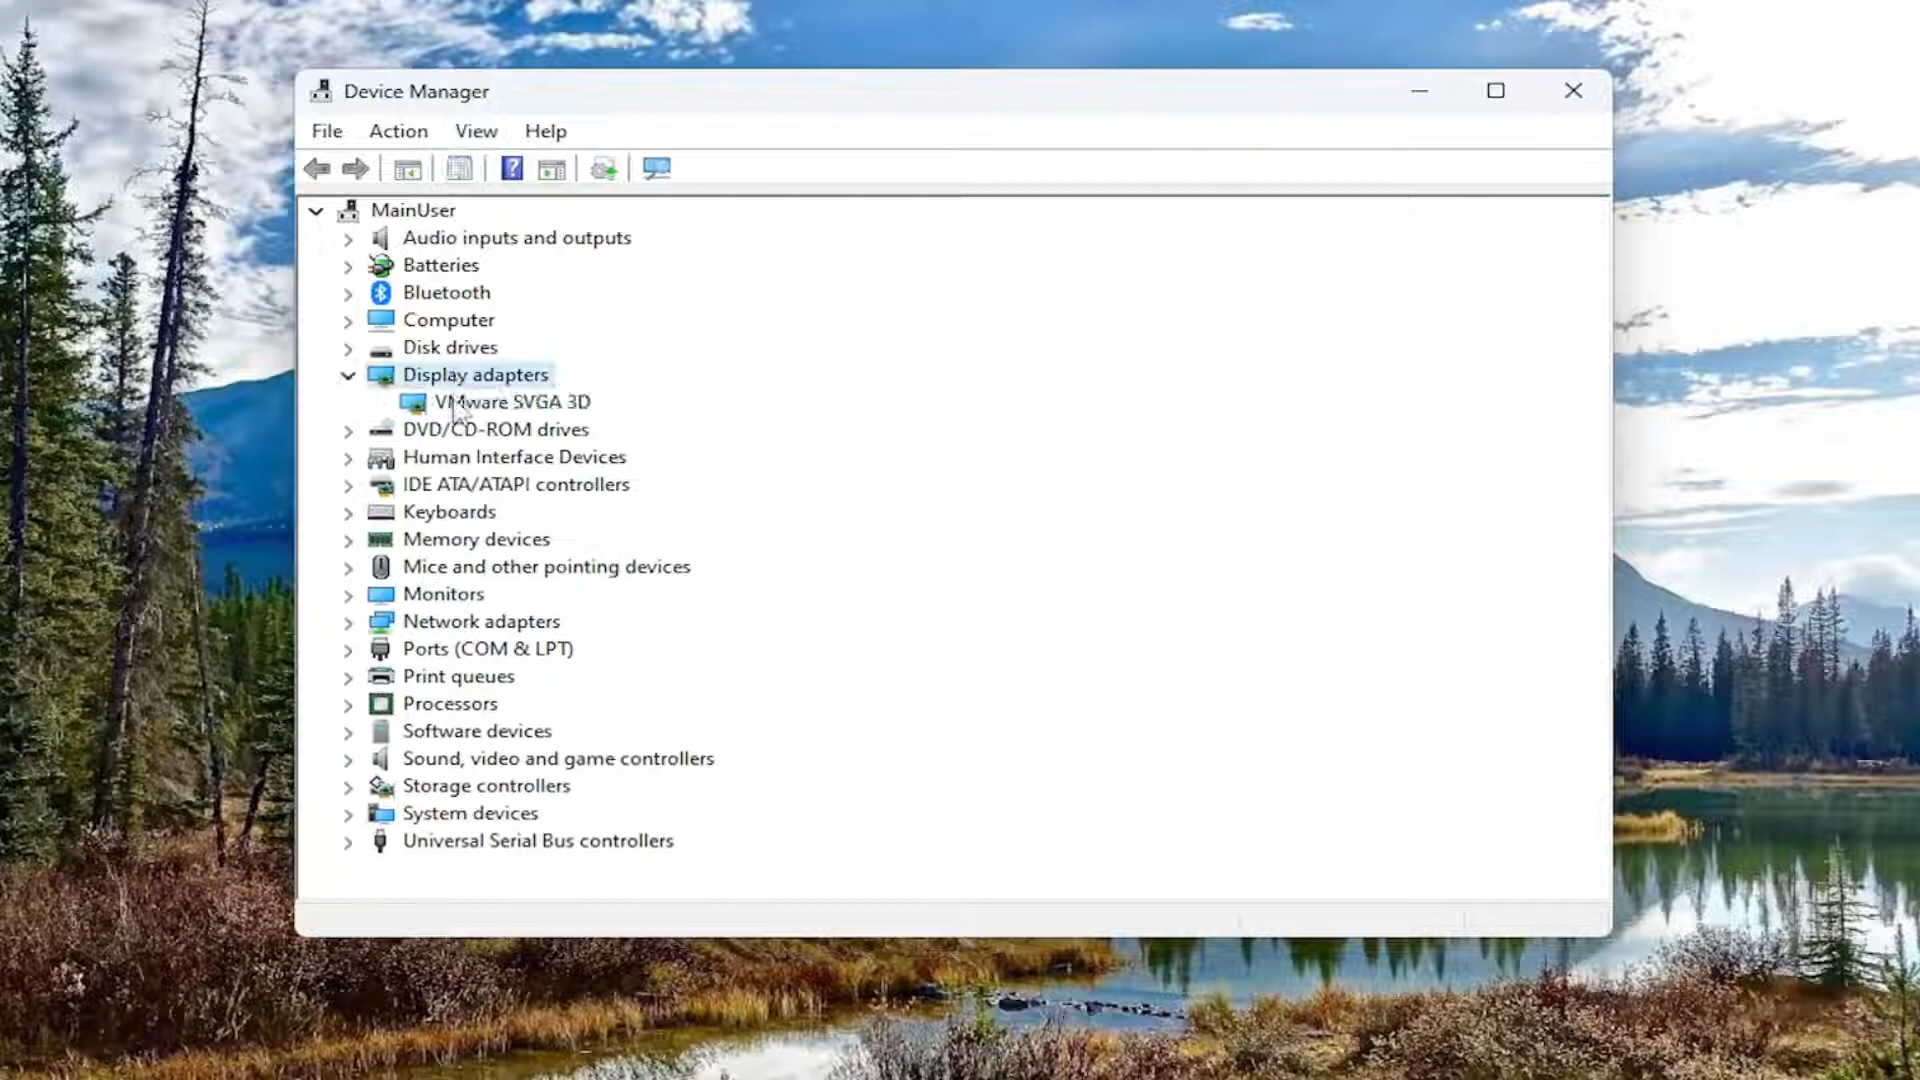 Device Manager
File Action View Help
MainUser
Audio inputs and outputs
Batteries
Bluetooth
Computer
Disk drives
Display adapters
VMware SVGA 3D
DVD/CD-ROM drives
Human Interface Devices
IDE ATA/ATAPI controllers
Keyboards
Memory devices
Mice and other pointing devices
Monitors
Network adapters
Ports (COM & LPT)
Print queues
Processors
Software devices
Sound, video and game controllers
Storage controllers
System devices
Universal Serial Bus controllers